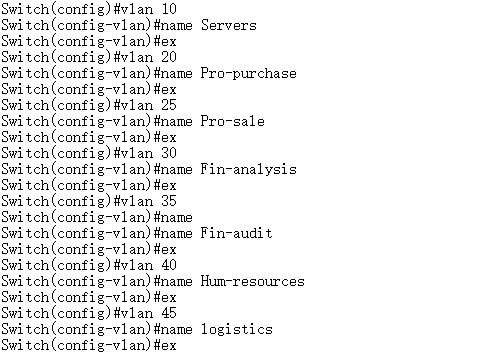 Switch(config)#vlan 10
Switch(config-vlan)#name Servers
Switch(config-vlan)#ex
Switch(config)#vlan 20
Switch(config-vlan)#name Pro-purchase
Switch(config-vlan)#ex
Switch(config)#vlan 25
Switch(config-vlan)#name Pro-sale
Switch(config-vlan)#ex
Switch(config)#vlan 30
Switch(config-vlan)#name Fin-analysis
Switch(config-vlan)#ex
Switch(config)#vlan 35
Switch(config-vlan)#name
Switch(config-vlan)#name Fin-audit
Switch(config-vlan)#ex
Switch(config)#vlan 40
Switch(config-vlan)#name Hum-resources
Switch(config-vlan)#ex
Switch(config)#vlan 45
Switch(config-vlan)#name logistics
Switch(config-vlan)#ex